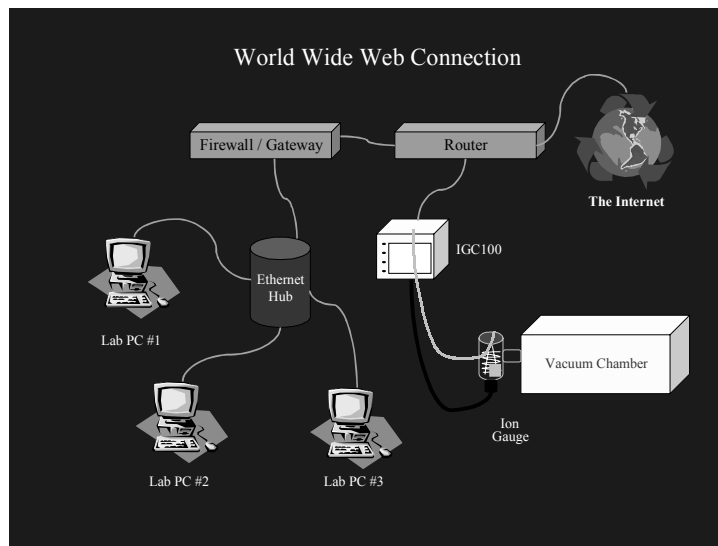 World Wide Web Connection
Firewall / Gateway
Router
The Internet
IGC100
Ethernet
Hub
Lab PC #1
Vacuum Chamber
Ion
Gauge
Lab PC #2
Lab PC #3